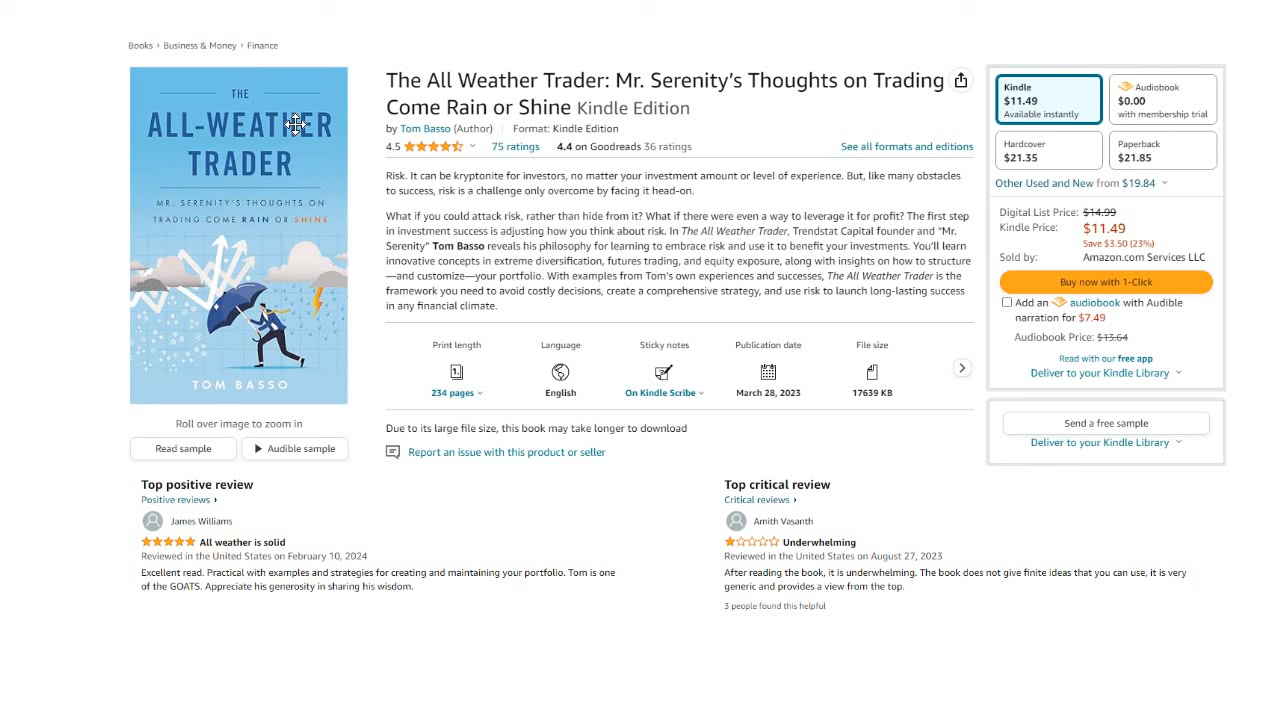 Books › Business & Money › Finance
THE
ALL-WEATHER
TRADER
MR. SERENITY'S THOUGHTS ON
TRADING COME RAIN OR SHINE
TOM BASSO
Roll over image to zoom in
Read sample
Audible sample
The All Weather Trader: Mr. Serenity's Thoughts on Trading
Come Rain or Shine Kindle Edition
by Tom Basso (Author) Format: Kindle Edition
4.5 75 ratings 4.4 on Goodreads 36 ratings See all formats and editions
Risk. It can be kryptonite for investors, no matter your investment amount or level of experience. But, like many obstacles
to success, risk is a challenge only overcome by facing it head-on.
What if you could attack risk, rather than hide from it? What if there were even a way to leverage it for profit? The first step
in investment success is adjusting how you think about risk. In The All Weather Trader, Trendstat Capital founder and “Mr.
Serenity” Tom Basso reveals his philosophy for learning to embrace risk and use it to benefit your investments. You'll learn
innovative concepts in extreme diversification, futures trading, and equity exposure, along with insights on how to structure
—and customize—your portfolio. With examples from Tom's own experiences and successes, The All Weather Trader is the
framework you need to avoid costly decisions, create a comprehensive strategy, and use risk to launch long-lasting success
in any financial climate.
Print length Language Sticky notes Publication date File size
234 pages English On Kindle Scribe March 28, 2023 17639 KB
Due to its large file size, this book may take longer to download
Report an issue with this product or seller
Kindle
$11.49
Available instantly
Audiobook
$0.00
with membership trial
Hardcover
$21.35
Paperback
$21.85
Other Used and New from $19.84
Digital List Price: $14.99
Kindle Price: $11.49
Save $3.50 (23%)
Sold by: Amazon.com Services LLC
Buy now with 1-Click
Add an audiobook with Audible
narration for $7.49
Audiobook Price: $13.64
Read with our free app
Deliver to your Kindle Library
Send a free sample
Deliver to your Kindle Library
Top positive review
Positive reviews ›
James Williams
All weather is solid
Reviewed in the United States on February 10, 2024
Excellent read. Practical with examples and strategies for creating and maintaining your portfolio. Tom is one
of the GOATS. Appreciate his generosity in sharing his wisdom.
Top critical review
Critical reviews ›
Amith Vasanth
Underwhelming
Reviewed in the United States on August 27, 2023
After reading the book, it is underwhelming. The book does not give finite ideas that you can use, it is very
generic and provides a view from the top.
3 people found this helpful